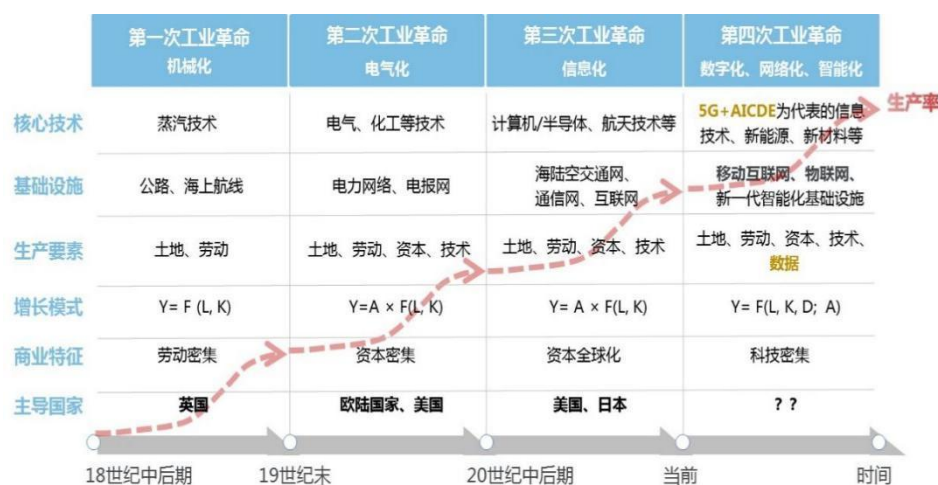 第一次工业革命 第二次工业革命 第三次工业革命 第四次工业革命
机械化 电气化 信息化 数字化、网络化、智能化
生产率
核心技术 蒸汽技术 电气、化工等技术 计算机/半导体、航天技术等 5G+AICDE为代表的信息
技术、新能源、新材料等
基础设施 公路、海上航线 电力网络、电报网 海陆空交通网、 移动互联网、物联网、
通信网、互联网 新一代智能化基础设施
生产要素 土地、劳动 土地、劳动、资本、技术 土地、劳动、资本、技术 土地、劳动、资本、技术、
数据
增长模式 Y= F (L, K) Y=A × F(L, K) Y= A × F(L, K) Y= F(L, K, D; A)
商业特征 劳动密集 资本密集 资本全球化 科技密集
主导国家 英国 欧陆国家、美国 美国、日本 ? ?
18世纪中后期 19世纪末 20世纪中后期 当前 时间